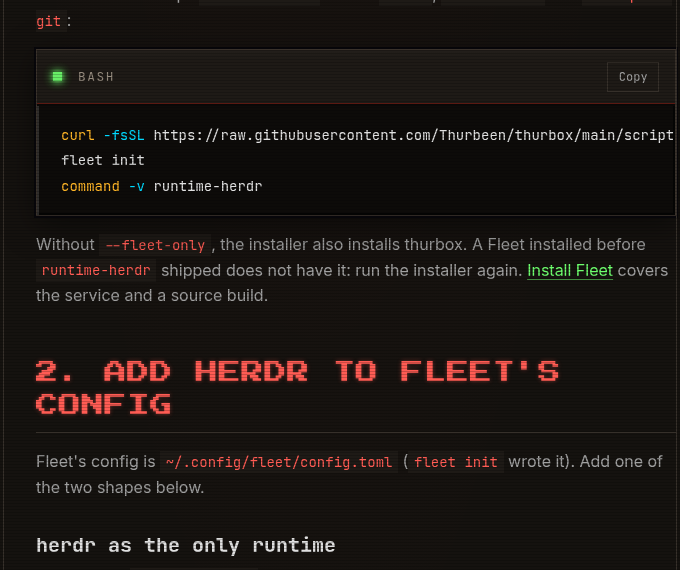 git :
BASH
Copy
curl -fsSL https://raw.githubusercontent.com/Thurbeen/thurbox/main/script
fleet init
command -v runtime-herdr
Without --fleet-only , the installer also installs thurbox. A Fleet installed before
runtime-herdr shipped does not have it: run the installer again. Install Fleet covers
the service and a source build.
2. ADD HERDR TO FLEET'S
CONFIG
Fleet's config is ~/.config/fleet/config.toml ( fleet init wrote it). Add one of
the two shapes below.
herdr as the only runtime